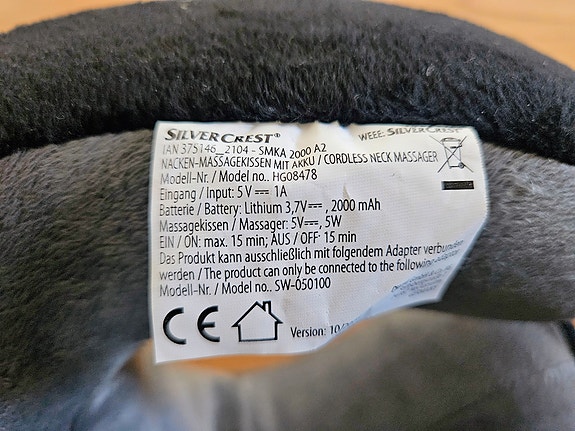 SILVERCREST®
WEEE: SILVERCREST
IAN 375146_2104 - SMKA 2000 A2
NACKEN-MASSAGEKISSEN MIT AKKU / CORDLESS NECK MASSAGER
Modell-Nr. / Model no.. HG08478
Eingang / Input: 5 V⎓ 1A
Batterie / Battery: Lithium 3,7V⎓, 2000 mAh
Massagekissen / Massager: 5V⎓, 5W
EIN / ON: max. 15 min; AUS / OFF: 15 min
Das Produkt kann ausschließlich mit folgendem Adapter verbunden
werden / The product can only be connected to the following adapter
Modell-Nr. / Model no.. SW-050100
CE
Version: 10/